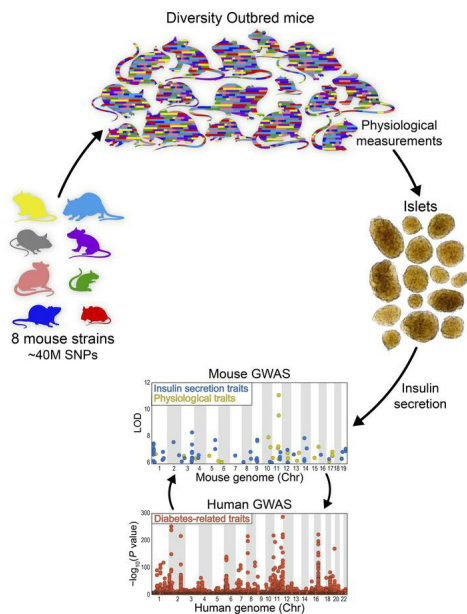 Diversity Outbred mice
Physiological
measurements
Islets
8 mouse strains
~40M SNPs
Insulin
secretion
Mouse GWAS
Insulin secretion traits
Physiological traits
LOD
12
10
8
6
1 2 3 4 5 6 7 8 9 10 11 12 13 14 15 16 17 18 19
Mouse genome (Chr)
Human GWAS
Diabetes-related traits
−log₁₀(P value)
300
200
100
0
1 2 3 4 5 6 7 8 9 10 11 12 13 14 16 18 20 22
Human genome (Chr)